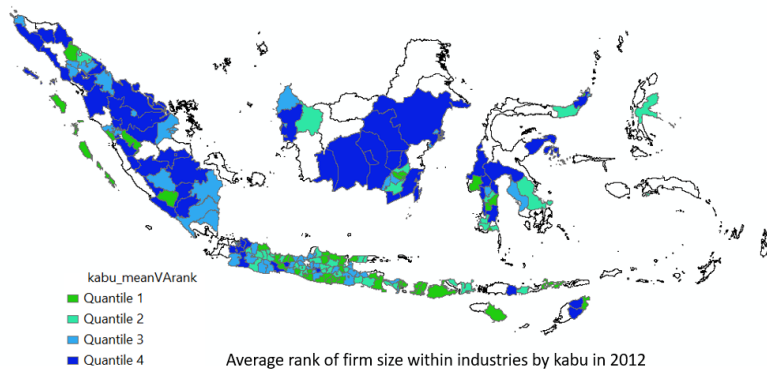 kabu_meanVArank
Quantile 1
Quantile 2
Quantile 3
Quantile 4
Average rank of firm size within industries by kabu in 2012